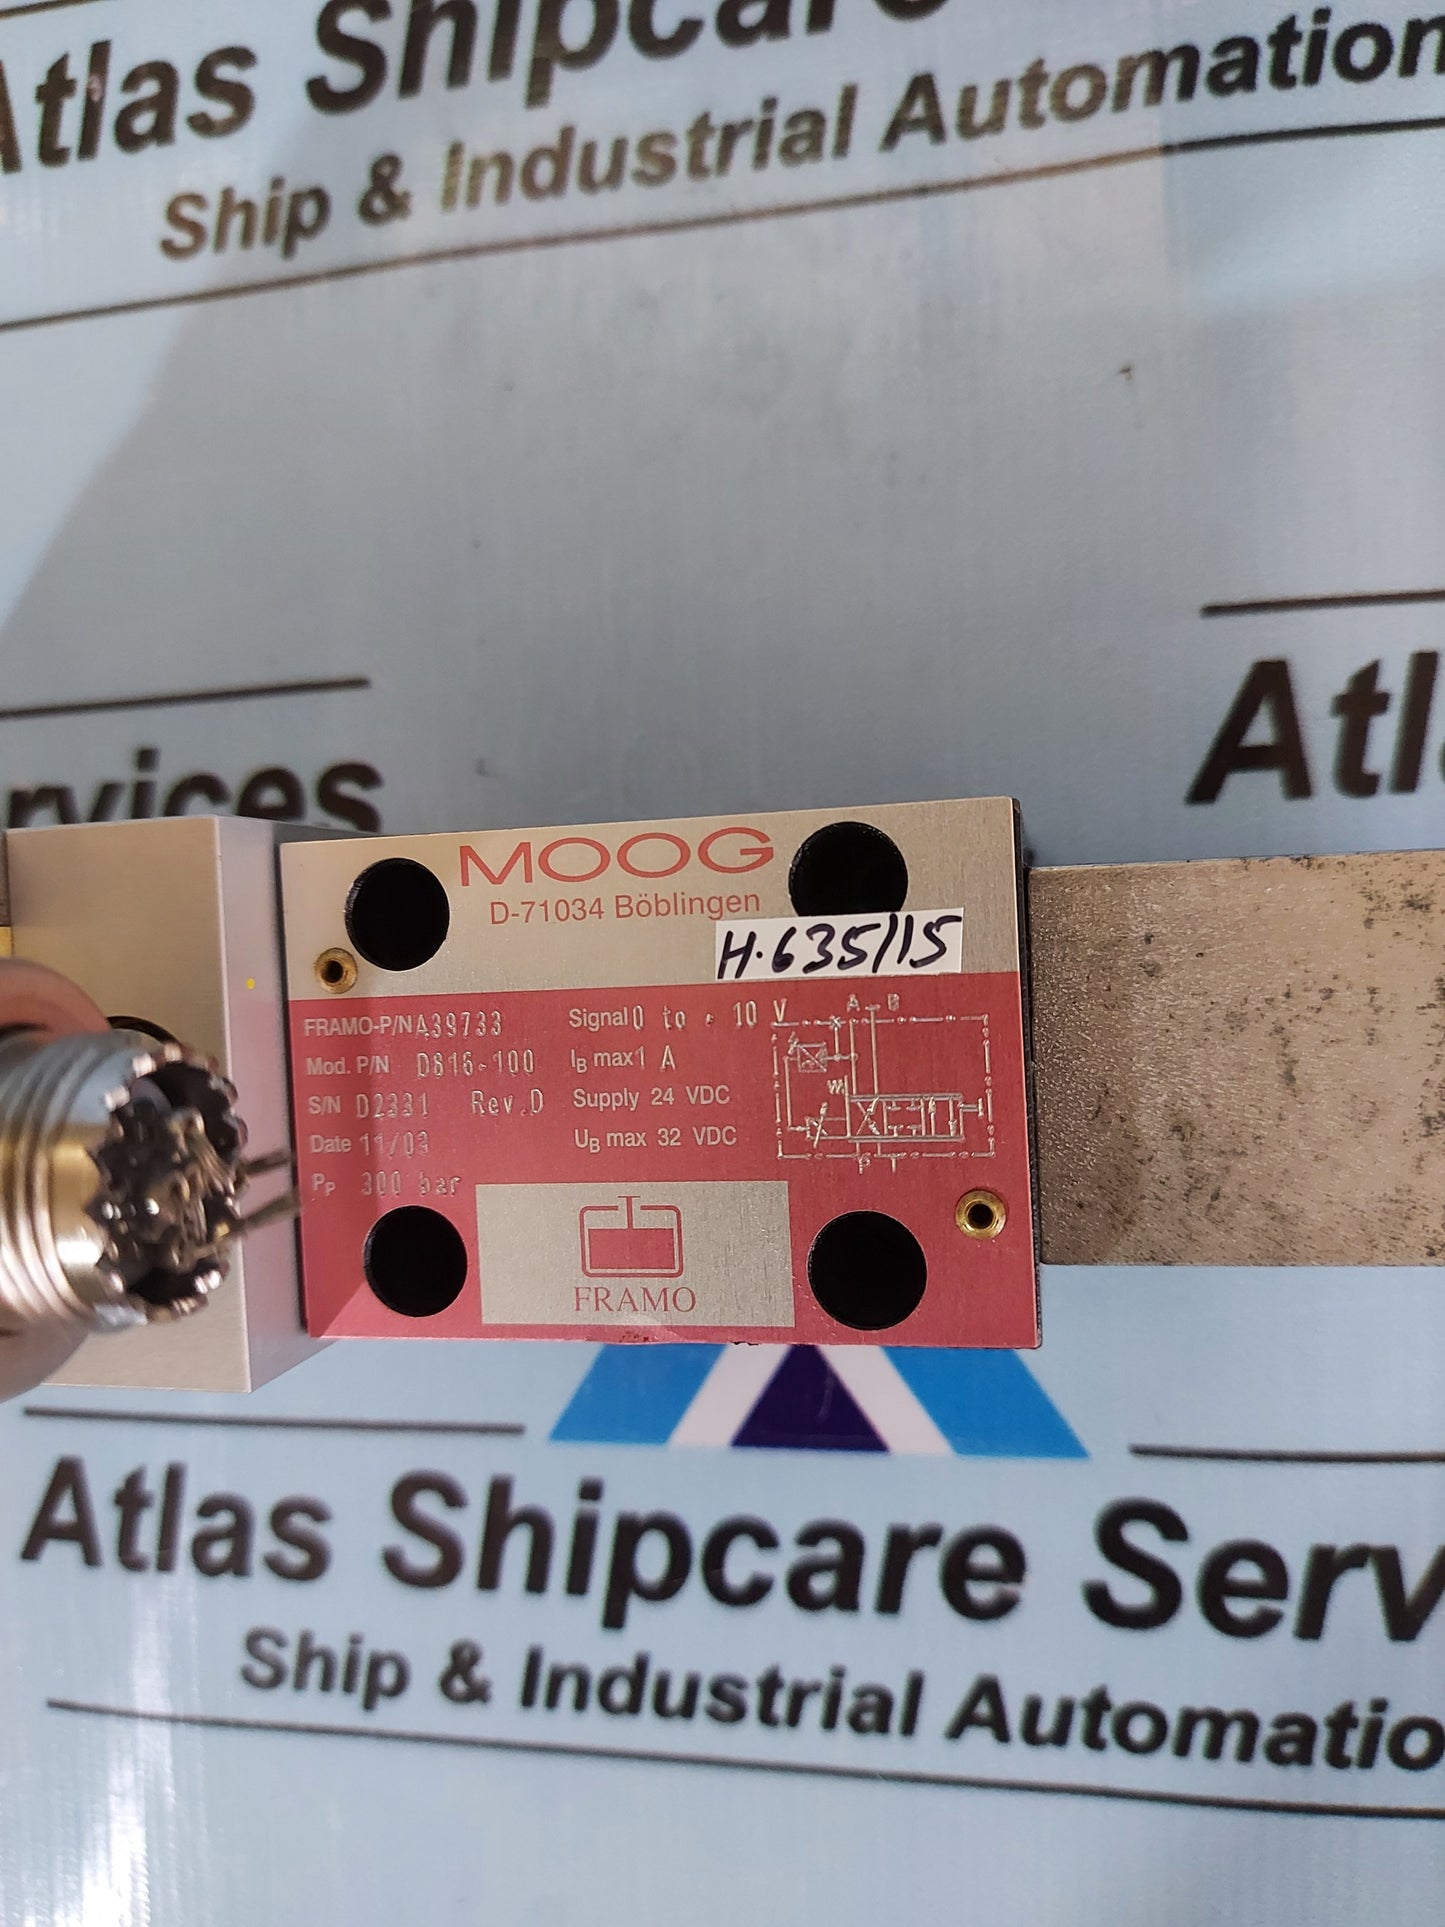 Atlas Shipcare
Ship & Industrial Automation
rvices
Atl
MOOG
D-71034 Böblingen
H.635/15
FRAMO-P/N A39733
Mod. P/N D816-100
S/N D2331 Rev.D
Date 11/03
Pp 300 bar
Signal 0 to 10 V
IB max 1 A
Supply 24 VDC
UB max 32 VDC
A B
W
P T
FRAMO
Atlas Shipcare Serv
Ship & Industrial Automatio